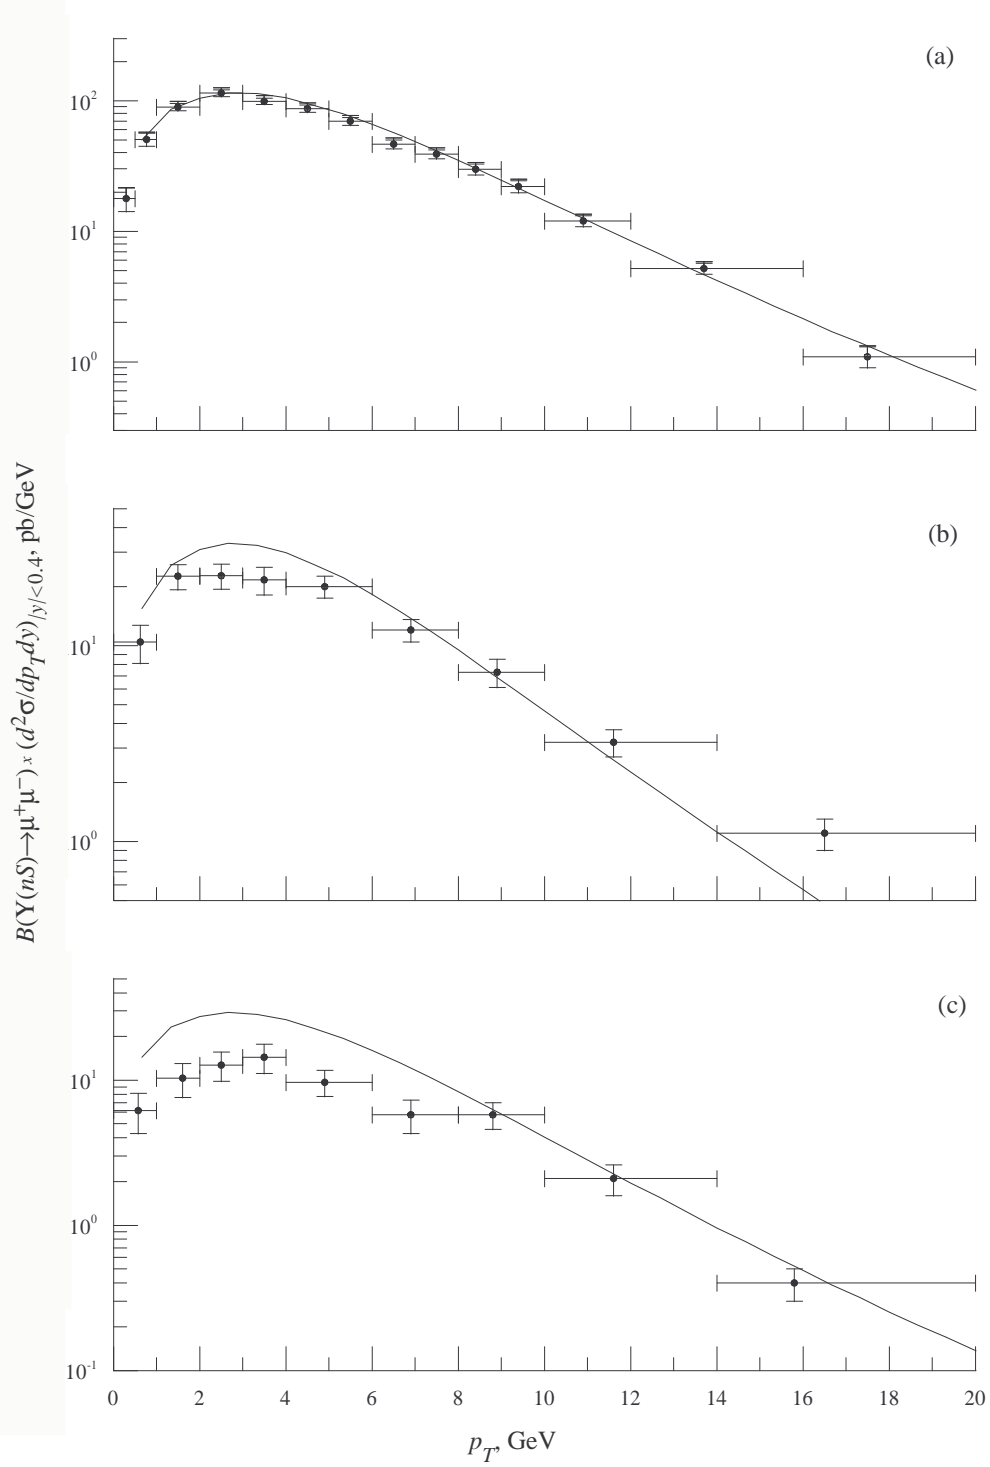 (a)
10²
10¹
10⁰
(b)
10¹
10⁰
B(Υ(nS)→μ⁺μ⁻) x (d²σ/dp_T dy)_|y|<0.4, pb/GeV
(c)
10¹
10⁰
10⁻¹
0 2 4 6 8 10 12 14 16 18 20
p_T, GeV